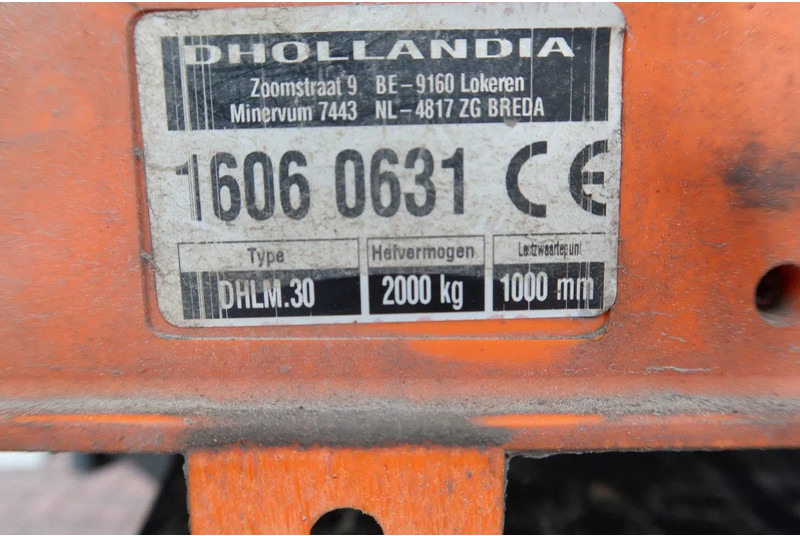 DHOLLANDIA
Zoomstraat 9 BE-9160 Lokeren
Minervum 7443 NL-4817 ZG BREDA
1606 0631 CE
Type Hefvermogen Lastzwaartepunt
DHLM.30 2000 kg 1000 mm